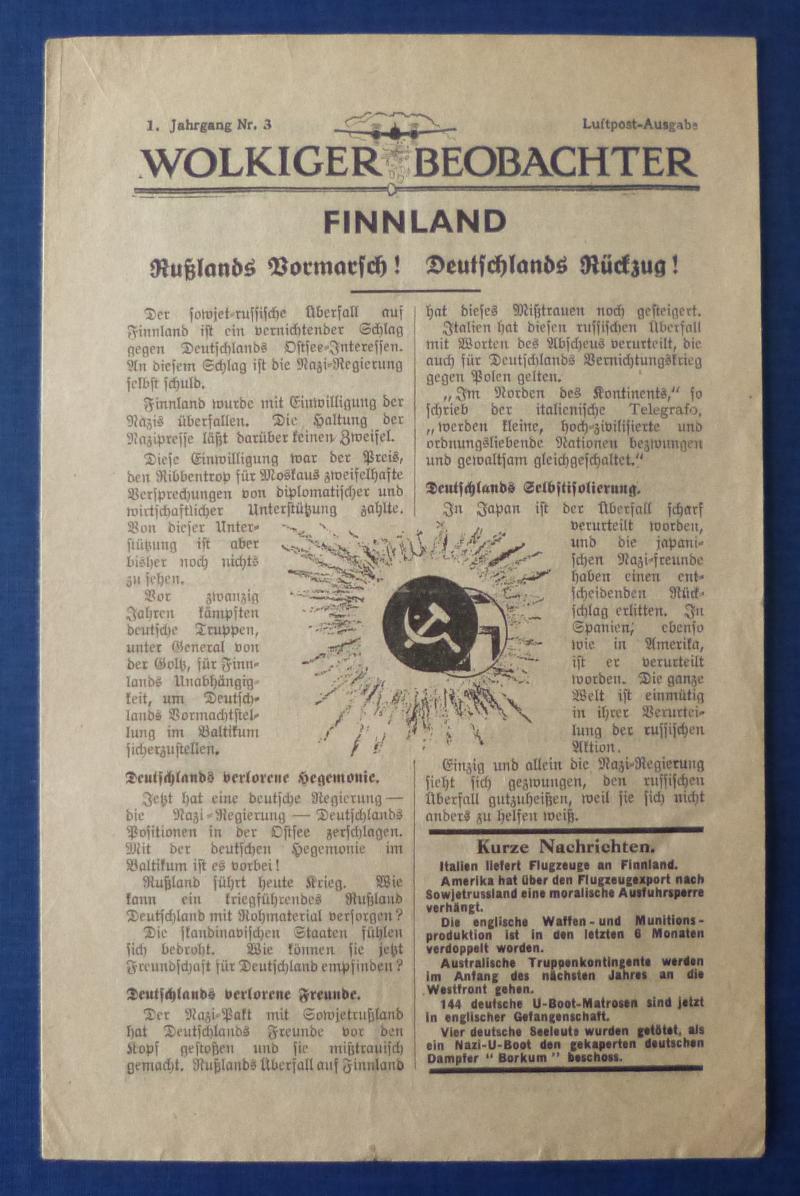 1. Jahrgang Nr. 3
Luftpost-Ausgabe
WOLKIGER BEOBACHTER
FINNLAND
Rußlands Vormarsch! Deutschlands Rückzug!
Der sowjet-russische Überfall auf
Finnland ist ein vernichtender Schlag
gegen Deutschlands Ostsee-Interessen.
An diesem Schlag ist die Nazi-Regierung
selbst schuld.
Finnland wurde mit Einwilligung der
Nazis überfallen. Die Haltung der
Nazipresse läßt darüber keinen Zweifel.
Diese Einwilligung war der Preis,
den Ribbentrop für Moskaus zweifelhafte
Versprechungen von diplomatischer und
wirtschaftlicher Unterstützung zahlte.
Von dieser Unter-
stützung ist aber
bisher noch nichts
zu sehen.
Vor zwanzig
Jahren kämpften
deutsche Truppen,
unter General von
der Goltz, für Finn-
lands Unabhängig-
keit, um Deutsch-
lands Vormachtstel-
lung im Baltikum
sicherzustellen.
Deutschlands verlorene Hegemonie.
Jetzt hat eine deutsche Regierung —
die Nazi-Regierung — Deutschlands
Positionen in der Ostsee zerschlagen.
Mit der deutschen Hegemonie im
Baltikum ist es vorbei!
Rußland führt heute Krieg. Wie
kann ein kriegführendes Rußland
Deutschland mit Rohmaterial versorgen?
Die skandinavischen Staaten fühlen
sich bedroht. Wie können sie jetzt
Freundschaft für Deutschland empfinden?
Deutschlands verlorene Freunde.
Der Nazi-Pakt mit Sowjetrußland
hat Deutschlands Freunde vor den
Kopf gestoßen und sie mißtrauisch
gemacht. Rußlands Überfall auf Finnland
hat dieses Mißtrauen noch gesteigert.
Italien hat diesen russischen Überfall
mit Worten des Abscheus verurteilt, die
auch für Deutschlands Vernichtungskrieg
gegen Polen gelten.
„Im Norden des Kontinents," so
schrieb der italienische Telegrafo,
„werden kleine, hoch-zivilisierte und
ordnungsliebende Nationen bezwungen
und gewaltsam gleichgeschaltet."
Deutschlands Selbstisolierung.
In Japan ist der Überfall scharf
verurteilt worden,
und die japani-
schen Nazi-freunde
haben einen ent-
scheidenden Rück-
schlag erlitten. In
Spanien, ebenso
wie in Amerika,
ist er verurteilt
worden. Die ganze
Welt ist einmütig
in ihrer Verurtei-
lung der russischen
Aktion.
Einzig und allein die Nazi-Regierung
sieht sich gezwungen, den russischen
Überfall gutzuheißen, weil sie sich nicht
anders zu helfen weiß.
Kurze Nachrichten.
Italien liefert Flugzeuge an Finnland.
Amerika hat über den Flugzeugexport nach
Sowjetrussland eine moralische Ausfuhrsperre
verhängt.
Die englische Waffen- und Munitions-
produktion ist in den letzten 6 Monaten
verdoppelt worden.
Australische Truppenkontingente werden
im Anfang des nächsten Jahres an die
Westfront gehen.
144 deutsche U-Boot-Matrosen sind jetzt
in englischer Gefangenschaft.
Vier deutsche Seeleute wurden getötet, als
ein Nazi-U-Boot den gekaperten deutschen
Dampfer " Borkum " beschoss.